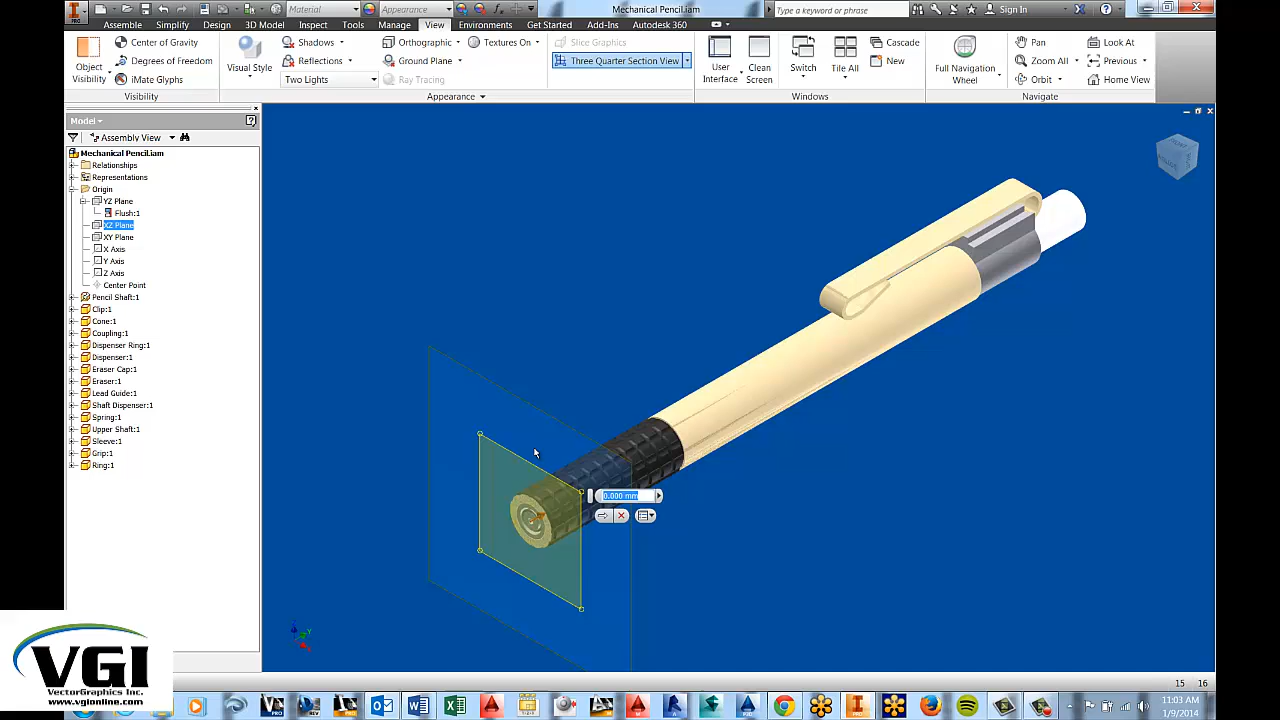 PRO
Material
Appearance
Mechanical Pencil.iam
Type a keyword or phrase
Sign In
Assemble Simplify Design 3D Model Inspect Tools Manage View Environments Get Started Add-Ins Autodesk 360
Object Visibility
Center of Gravity
Degrees of Freedom
iMate Glyphs
Visibility
Visual Style
Shadows
Reflections
Two Lights
Orthographic
Ground Plane
Ray Tracing
Textures On
Slice Graphics
Three Quarter Section View
Appearance
User Interface
Clean Screen
Switch
Tile All
Cascade
New
Windows
Full Navigation Wheel
Pan
Zoom All
Orbit
Look At
Previous
Home View
Navigate
Model
Assembly View
Mechanical Pencil.iam
Relationships
Representations
Origin
YZ Plane
Flush:1
XZ Plane
XY Plane
X Axis
Y Axis
Z Axis
Center Point
Pencil Shaft:1
Clip:1
Cone:1
Coupling:1
Dispenser Ring:1
Dispenser:1
Eraser Cap:1
Eraser:1
Lead Guide:1
Shaft Dispenser:1
Spring:1
Upper Shaft:1
Sleeve:1
Grip:1
Ring:1
0.000 mm
15 16
VGI
VectorGraphics Inc.
www.vgionline.com
11:03 AM
1/9/2014